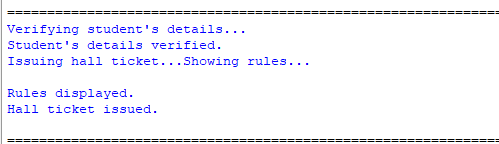 ==============================================================
Verifying student's details...
Student's details verified.
Issuing hall ticket...Showing rules...
Rules displayed.
Hall ticket issued.
==============================================================